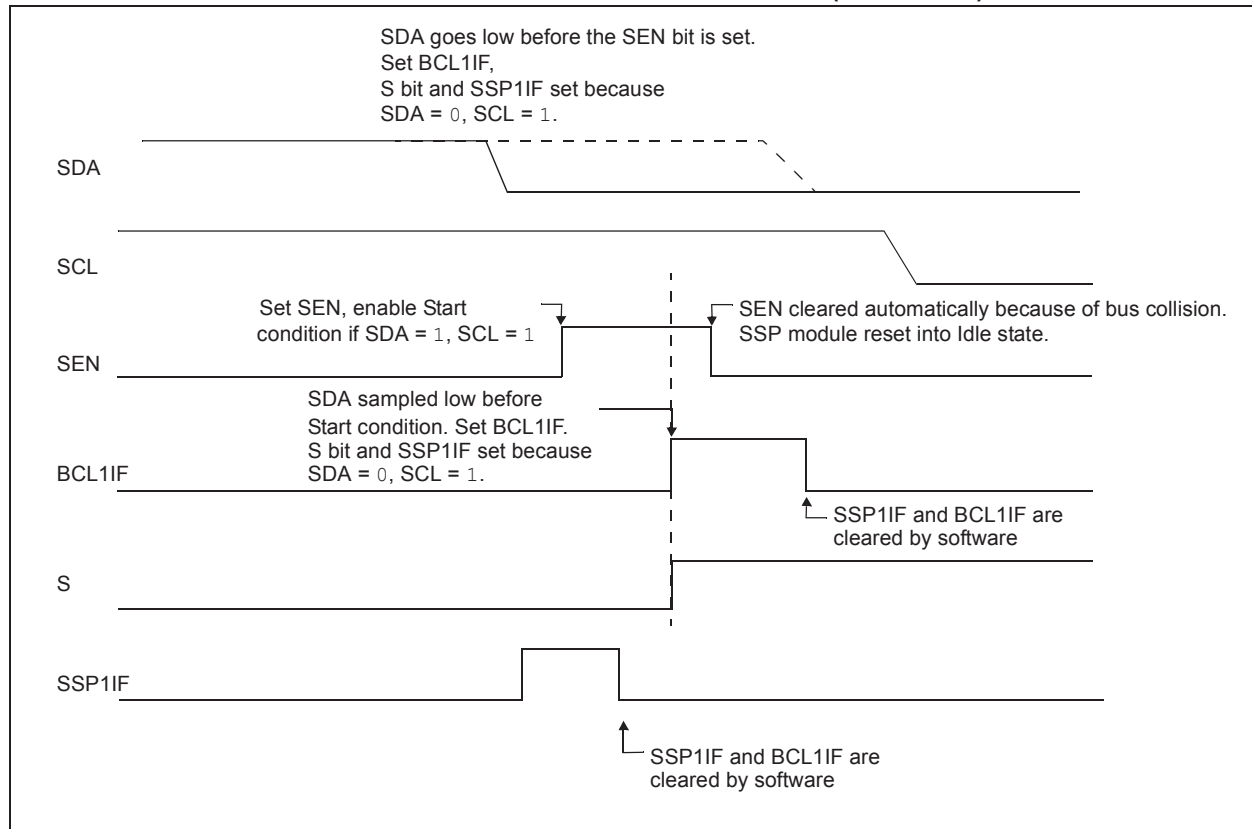 SDA goes low before the SEN bit is set.
Set BCL1IF,
S bit and SSP1IF set because
SDA = 0, SCL = 1.
SDA
SCL
Set SEN, enable Start
condition if SDA = 1, SCL = 1
SEN cleared automatically because of bus collision.
SSP module reset into Idle state.
SEN
SDA sampled low before
Start condition. Set BCL1IF.
S bit and SSP1IF set because
SDA = 0, SCL = 1.
BCL1IF
SSP1IF and BCL1IF are
cleared by software
S
SSP1IF
SSP1IF and BCL1IF are
cleared by software